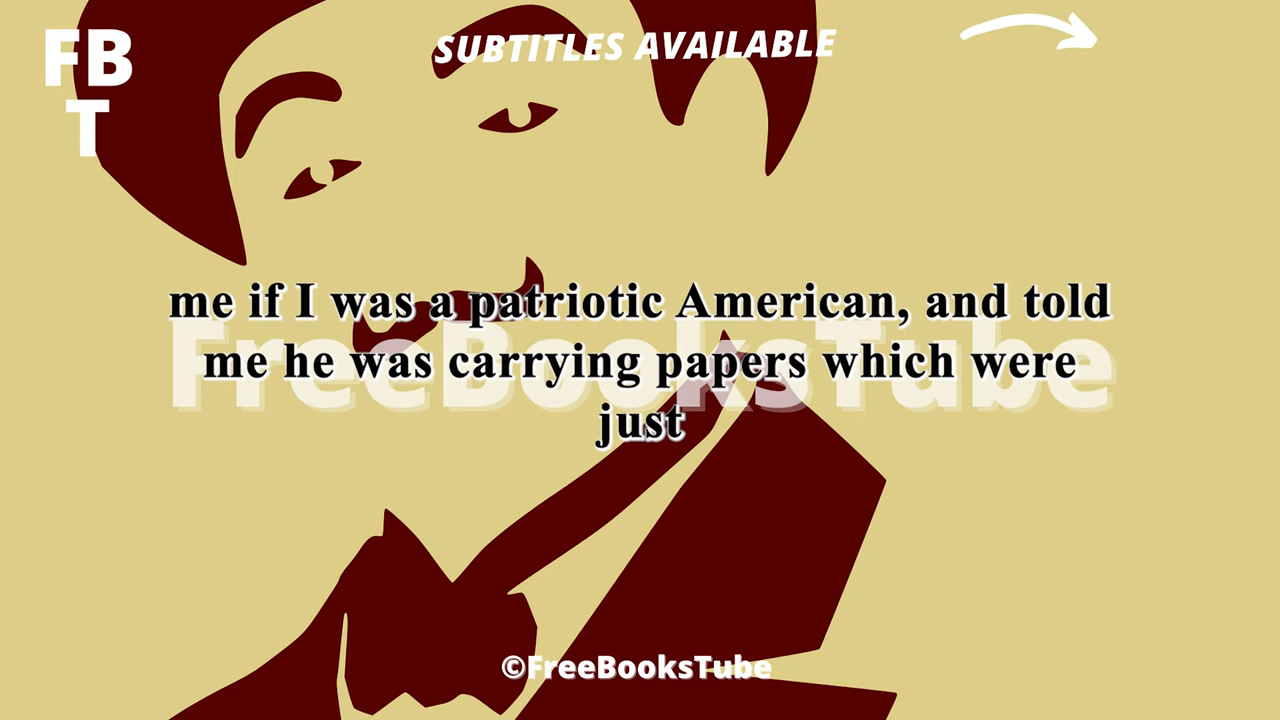 FB
T
SUBTITLES AVAILABLE
me if I was a patriotic American, and told
me he was carrying papers which were
just
FreeBooksTube
©FreeBooksTube